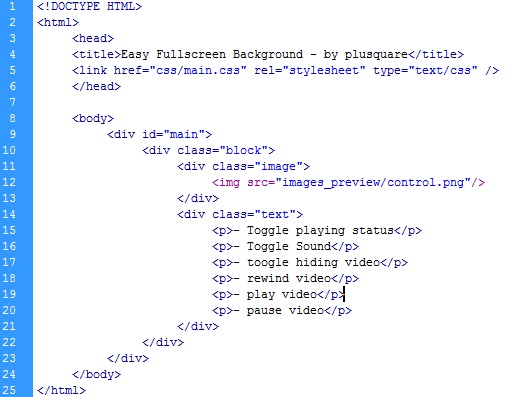 1 <!DOCTYPE HTML>
2 <html>
3 <head>
4 <title>Easy Fullscreen Background - by plusquare</title>
5 <link href="css/main.css" rel="stylesheet" type="text/css" />
6 </head>
7
8 <body>
9 <div id="main">
10 <div class="block">
11 <div class="image">
12 <img src="images_preview/control.png"/>
13 </div>
14 <div class="text">
15 <p>- Toggle playing status</p>
16 <p>- Toggle Sound</p>
17 <p>- toogle hiding video</p>
18 <p>- rewind video</p>
19 <p>- play video</p>
20 <p>- pause video</p>
21 </div>
22 </div>
23 </div>
24 </body>
25 </html>